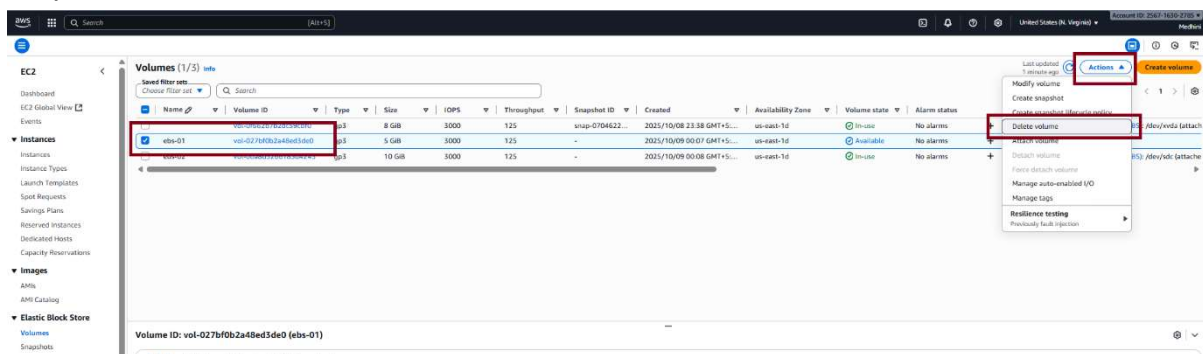 aws
Search
[Alt+S]
United States (N. Virginia)
Account ID: 2567-1630-2785
Medhini
EC2
Dashboard
EC2 Global View
Events
Instances
Instances
Instance Types
Launch Templates
Spot Requests
Savings Plans
Reserved Instances
Dedicated Hosts
Capacity Reservations
Images
AMIs
AMI Catalog
Elastic Block Store
Volumes
Snapshots
Volumes (1/3) Info
Last updated
1 minute ago
Actions
Create volume
Saved filter sets
Choose filter set
Search
1
Name Volume ID Type Size IOPS Throughput Snapshot ID Created Availability Zone Volume state Alarm status
gp3 8 GiB 3000 125 snap-0704622... 2025/10/08 23:38 GMT+5:... us-east-1d In-use No alarms + /dev/xvda (attach
ebs-01 vol-027bf0b2a48ed3de0 gp3 5 GiB 3000 125 - 2025/10/09 00:07 GMT+5:... us-east-1d Available No alarms +
ebs-02 gp3 10 GiB 3000 125 - 2025/10/09 00:08 GMT+5:... us-east-1d In-use No alarms + /dev/sdc (attache
Modify volume
Create snapshot
Create snapshot lifecycle policy
Delete volume
Attach volume
Detach volume
Force detach volume
Manage auto-enabled I/O
Manage tags
Resilience testing
Previously fault injection
Volume ID: vol-027bf0b2a48ed3de0 (ebs-01)